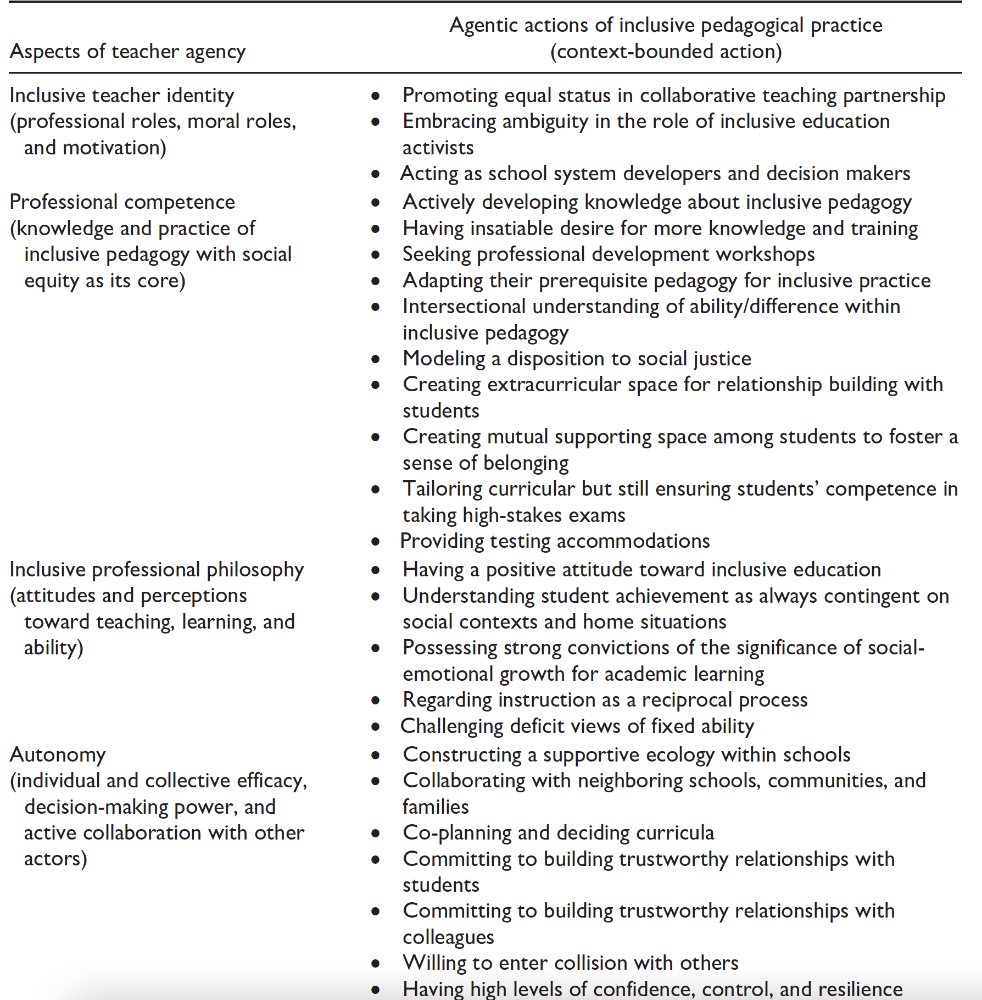 Aspects of teacher agency
Agentic actions of inclusive pedagogical practice
(context-bounded action)
Inclusive teacher identity
(professional roles, moral roles,
and motivation)
• Promoting equal status in collaborative teaching partnership
• Embracing ambiguity in the role of inclusive education
activists
• Acting as school system developers and decision makers
Professional competence
(knowledge and practice of
inclusive pedagogy with social
equity as its core)
• Actively developing knowledge about inclusive pedagogy
• Having insatiable desire for more knowledge and training
• Seeking professional development workshops
• Adapting their prerequisite pedagogy for inclusive practice
• Intersectional understanding of ability/difference within
inclusive pedagogy
• Modeling a disposition to social justice
• Creating extracurricular space for relationship building with
students
• Creating mutual supporting space among students to foster a
sense of belonging
• Tailoring curricular but still ensuring students’ competence in
taking high-stakes exams
• Providing testing accommodations
Inclusive professional philosophy
(attitudes and perceptions
toward teaching, learning, and
ability)
• Having a positive attitude toward inclusive education
• Understanding student achievement as always contingent on
social contexts and home situations
• Possessing strong convictions of the significance of social-
emotional growth for academic learning
• Regarding instruction as a reciprocal process
• Challenging deficit views of fixed ability
Autonomy
(individual and collective efficacy,
decision-making power, and
active collaboration with other
actors)
• Constructing a supportive ecology within schools
• Collaborating with neighboring schools, communities, and
families
• Co-planning and deciding curricula
• Committing to building trustworthy relationships with
students
• Committing to building trustworthy relationships with
colleagues
• Willing to enter collision with others
• Having high levels of confidence, control, and resilience